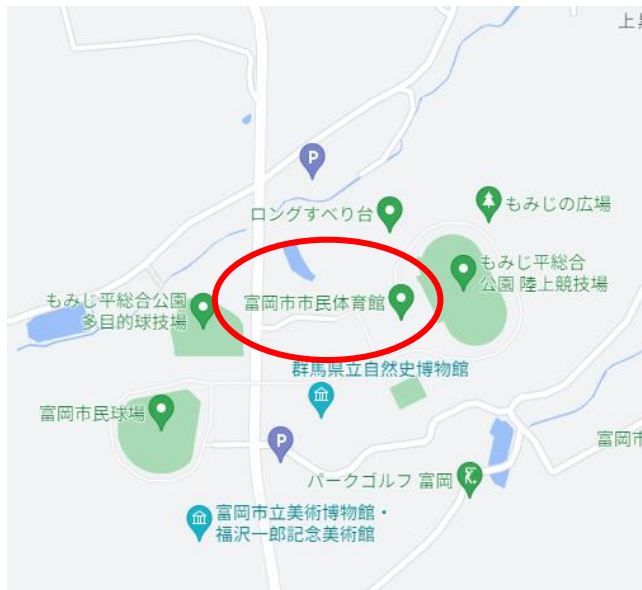 上
P
ロングすべり台
もみじの広場
もみじ平総合
公園 陸上競技場
富岡市市民体育館
もみじ平総合公園
多目的球技場
群馬県立自然史博物館
富岡市民球場
富岡市
P
パークゴルフ 富岡
富岡市立美術博物館・
福沢一郎記念美術館